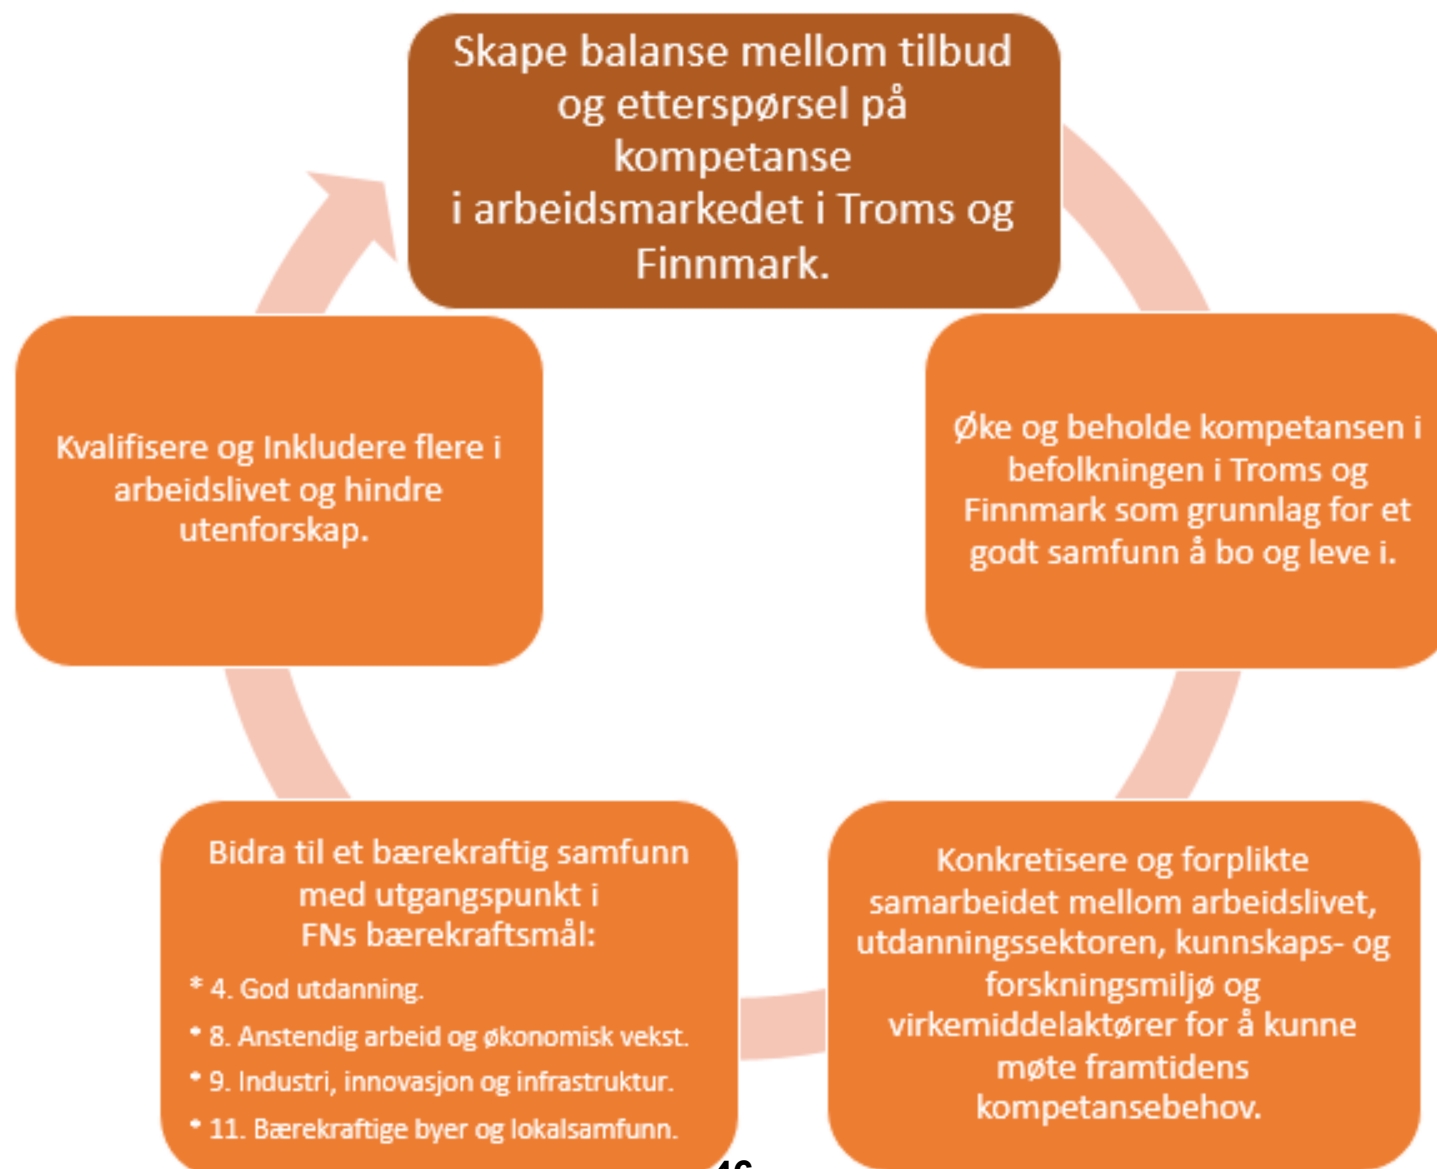 Skape balanse mellom tilbud
og etterspørsel på
kompetanse
i arbeidsmarkedet i Troms og
Finnmark.
Øke og beholde kompetansen i
befolkningen i Troms og
Finnmark som grunnlag for et
godt samfunn å bo og leve i.
Konkretisere og forplikte
samarbeidet mellom arbeidslivet,
utdanningssektoren, kunnskaps- og
forskningsmiljø og
virkemiddelaktører for å kunne
møte framtidens
kompetansebehov.
Bidra til et bærekraftig samfunn
med utgangspunkt i
FNs bærekraftsmål:
* 4. God utdanning.
* 8. Anstendig arbeid og økonomisk vekst.
* 9. Industri, innovasjon og infrastruktur.
* 11. Bærekraftige byer og lokalsamfunn.
Kvalifisere og Inkludere flere i
arbeidslivet og hindre
utenforskap.